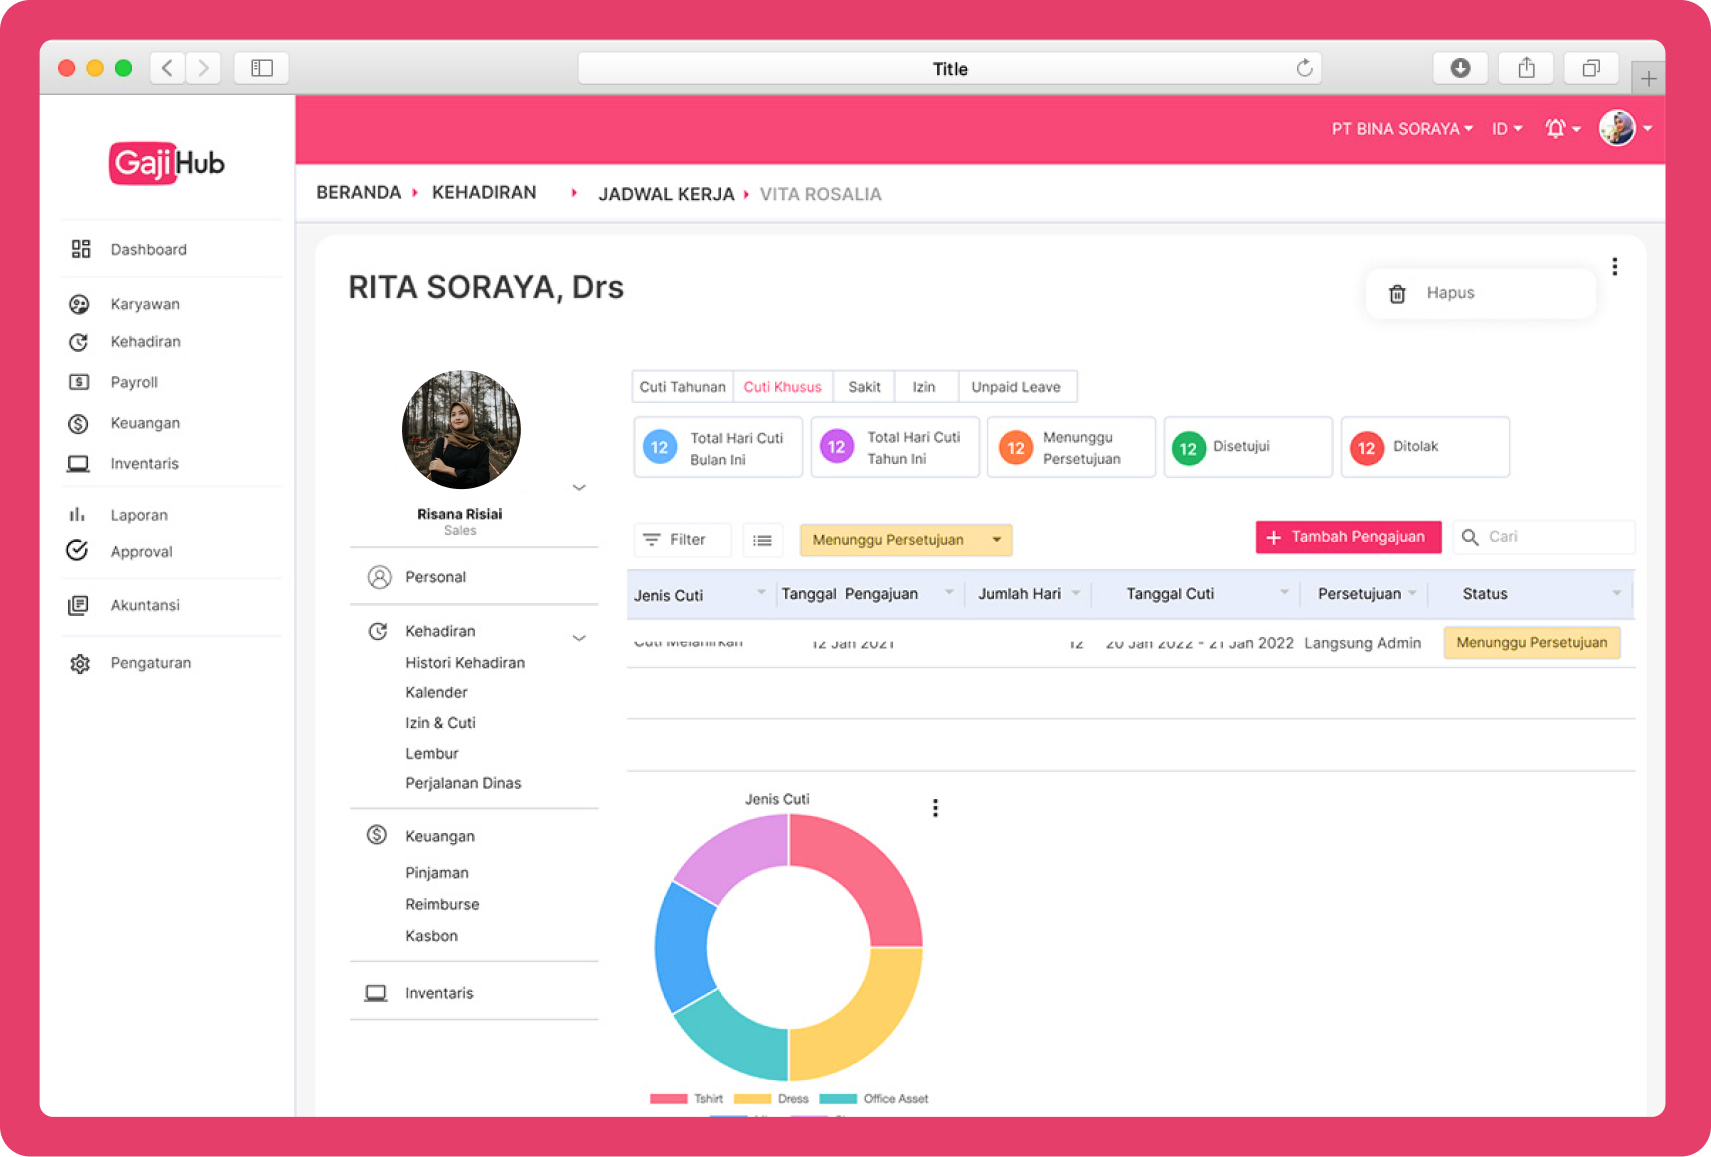 Title
GajiHub
PT BINA SORAYA ID
BERANDA KEHADIRAN JADWAL KERJA VITA ROSALIA
Dashboard
Karyawan
Kehadiran
Payroll
Keuangan
Inventaris
Laporan
Approval
Akuntansi
Pengaturan
RITA SORAYA, Drs
Hapus
Risana Risiai
Sales
Personal
Kehadiran
Histori Kehadiran
Kalender
Izin & Cuti
Lembur
Perjalanan Dinas
Keuangan
Pinjaman
Reimburse
Kasbon
Inventaris
Cuti Tahunan Cuti Khusus Sakit Izin Unpaid Leave
12 Total Hari Cuti
Bulan Ini
12 Total Hari Cuti
Tahun Ini
12 Menunggu
Persetujuan
12 Disetujui
12 Ditolak
Filter Menunggu Persetujuan + Tambah Pengajuan Cari
Jenis Cuti Tanggal Pengajuan Jumlah Hari Tanggal Cuti Persetujuan Status
Cuti Melahirkan 12 Jan 2021 12 20 Jan 2022 - 21 Jan 2022 Langsung Admin Menunggu Persetujuan
Jenis Cuti
Tshirt Dress Office Asset